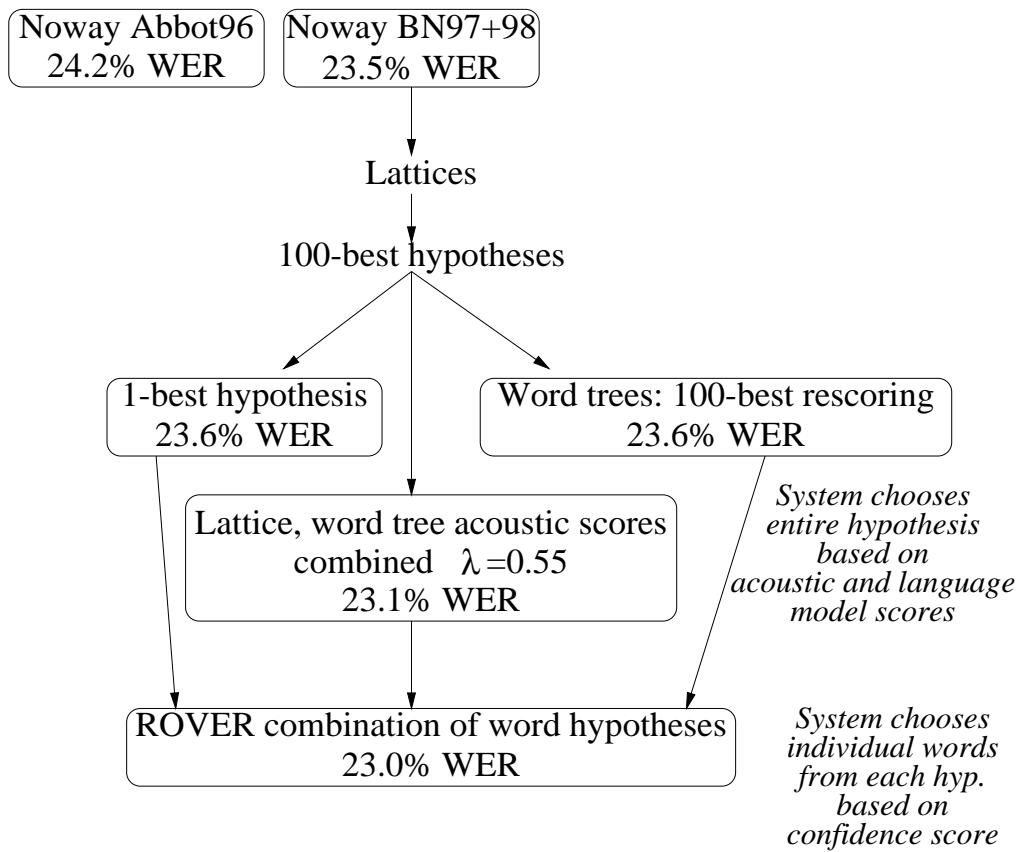 Noway Abbot96
24.2% WER
Noway BN97+98
23.5% WER
Lattices
100-best hypotheses
1-best hypothesis
23.6% WER
Word trees: 100-best rescoring
23.6% WER
Lattice, word tree acoustic scores
combined λ=0.55
23.1% WER
System chooses
entire hypothesis
based on
acoustic and language
model scores
ROVER combination of word hypotheses
23.0% WER
System chooses
individual words
from each hyp.
based on
confidence score